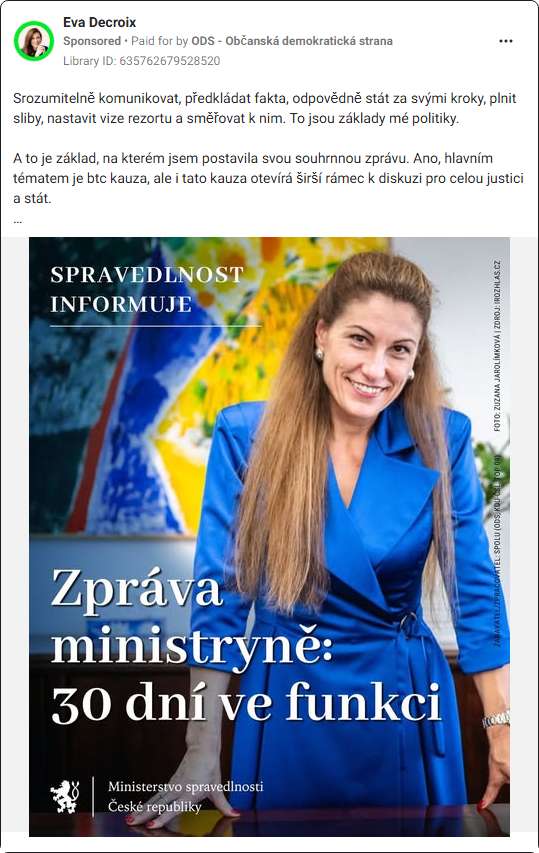 Eva Decroix
Sponsored • Paid for by ODS - Občanská demokratická strana
Library ID: 635762679528520
Srozumitelně komunikovat, předkládat fakta, odpovědně stát za svými kroky, plnit
sliby, nastavit vize rezortu a směřovat k nim. To jsou základy mé politiky.
A to je základ, na kterém jsem postavila svou souhrnnou zprávu. Ano, hlavním
tématem je btc kauza, ale i tato kauza otevírá širší rámec k diskuzi pro celou justici
a stát.
...
SPRAVEDLNOST
INFORMUJE
FOTO: ZUZANA JAROLÍMKOVÁ | ZDROJ: IROZHLAS.CZ
ZADAVATEL/ZPRACOVATEL: SPOLU (ODS, KDU-ČSL, TOP 09)
Zpráva
ministryně:
30 dní ve funkci
Ministerstvo spravedlnosti
České republiky